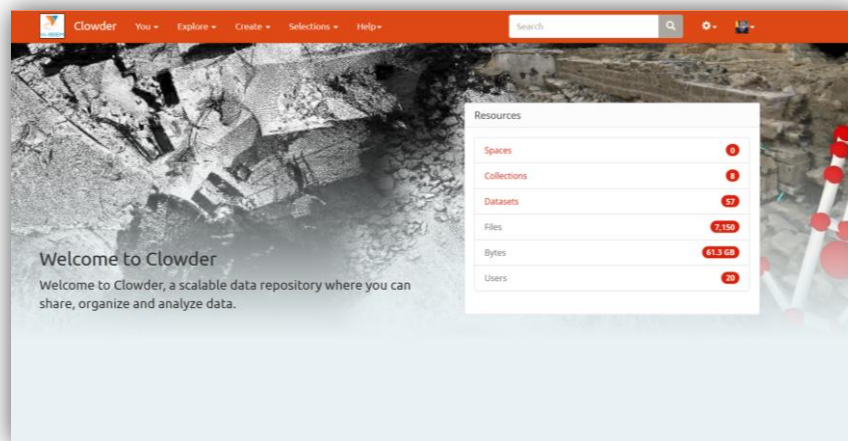 Clowder You Explore Create Selections Help Search
Resources
Spaces 0
Collections 8
Datasets 57
Files 7,150
Bytes 61.3 GB
Users 20
Welcome to Clowder
Welcome to Clowder, a scalable data repository where you can
share, organize and analyze data.